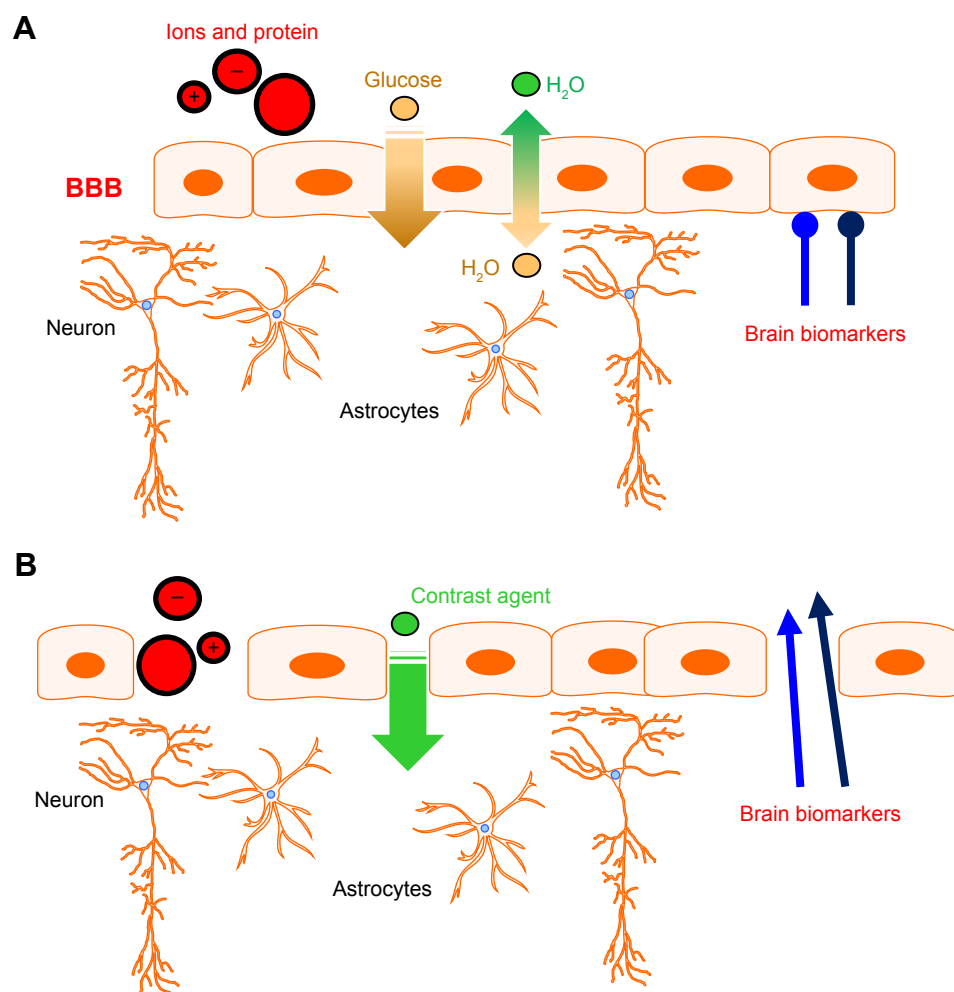 A
Ions and protein
Glucose
H₂O
− 
+
BBB
H₂O
Neuron
Brain biomarkers
Astrocytes
B
−
Contrast agent
+
Neuron
Brain biomarkers
Astrocytes